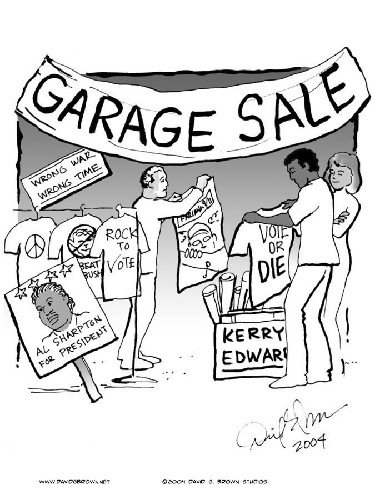 GARAGE SALE
WRONG WAR
WRONG TIME
ROCK
TO
VOTE
BEAT
BUSH
VOTE
OR
DIE
AL SHARPTON
FOR
PRESIDENT
KERRY
EDWAR
2004
WWW.DAVIDGBROWN.NET
©2004 DAVID G. BROWN STUDIOS